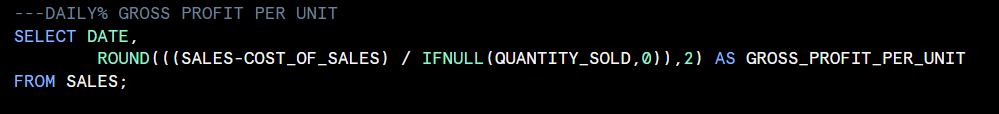 ---DAILY% GROSS PROFIT PER UNIT
SELECT DATE,
ROUND(((SALES-COST_OF_SALES) / IFNULL(QUANTITY_SOLD,0)),2) AS GROSS_PROFIT_PER_UNIT
FROM SALES;